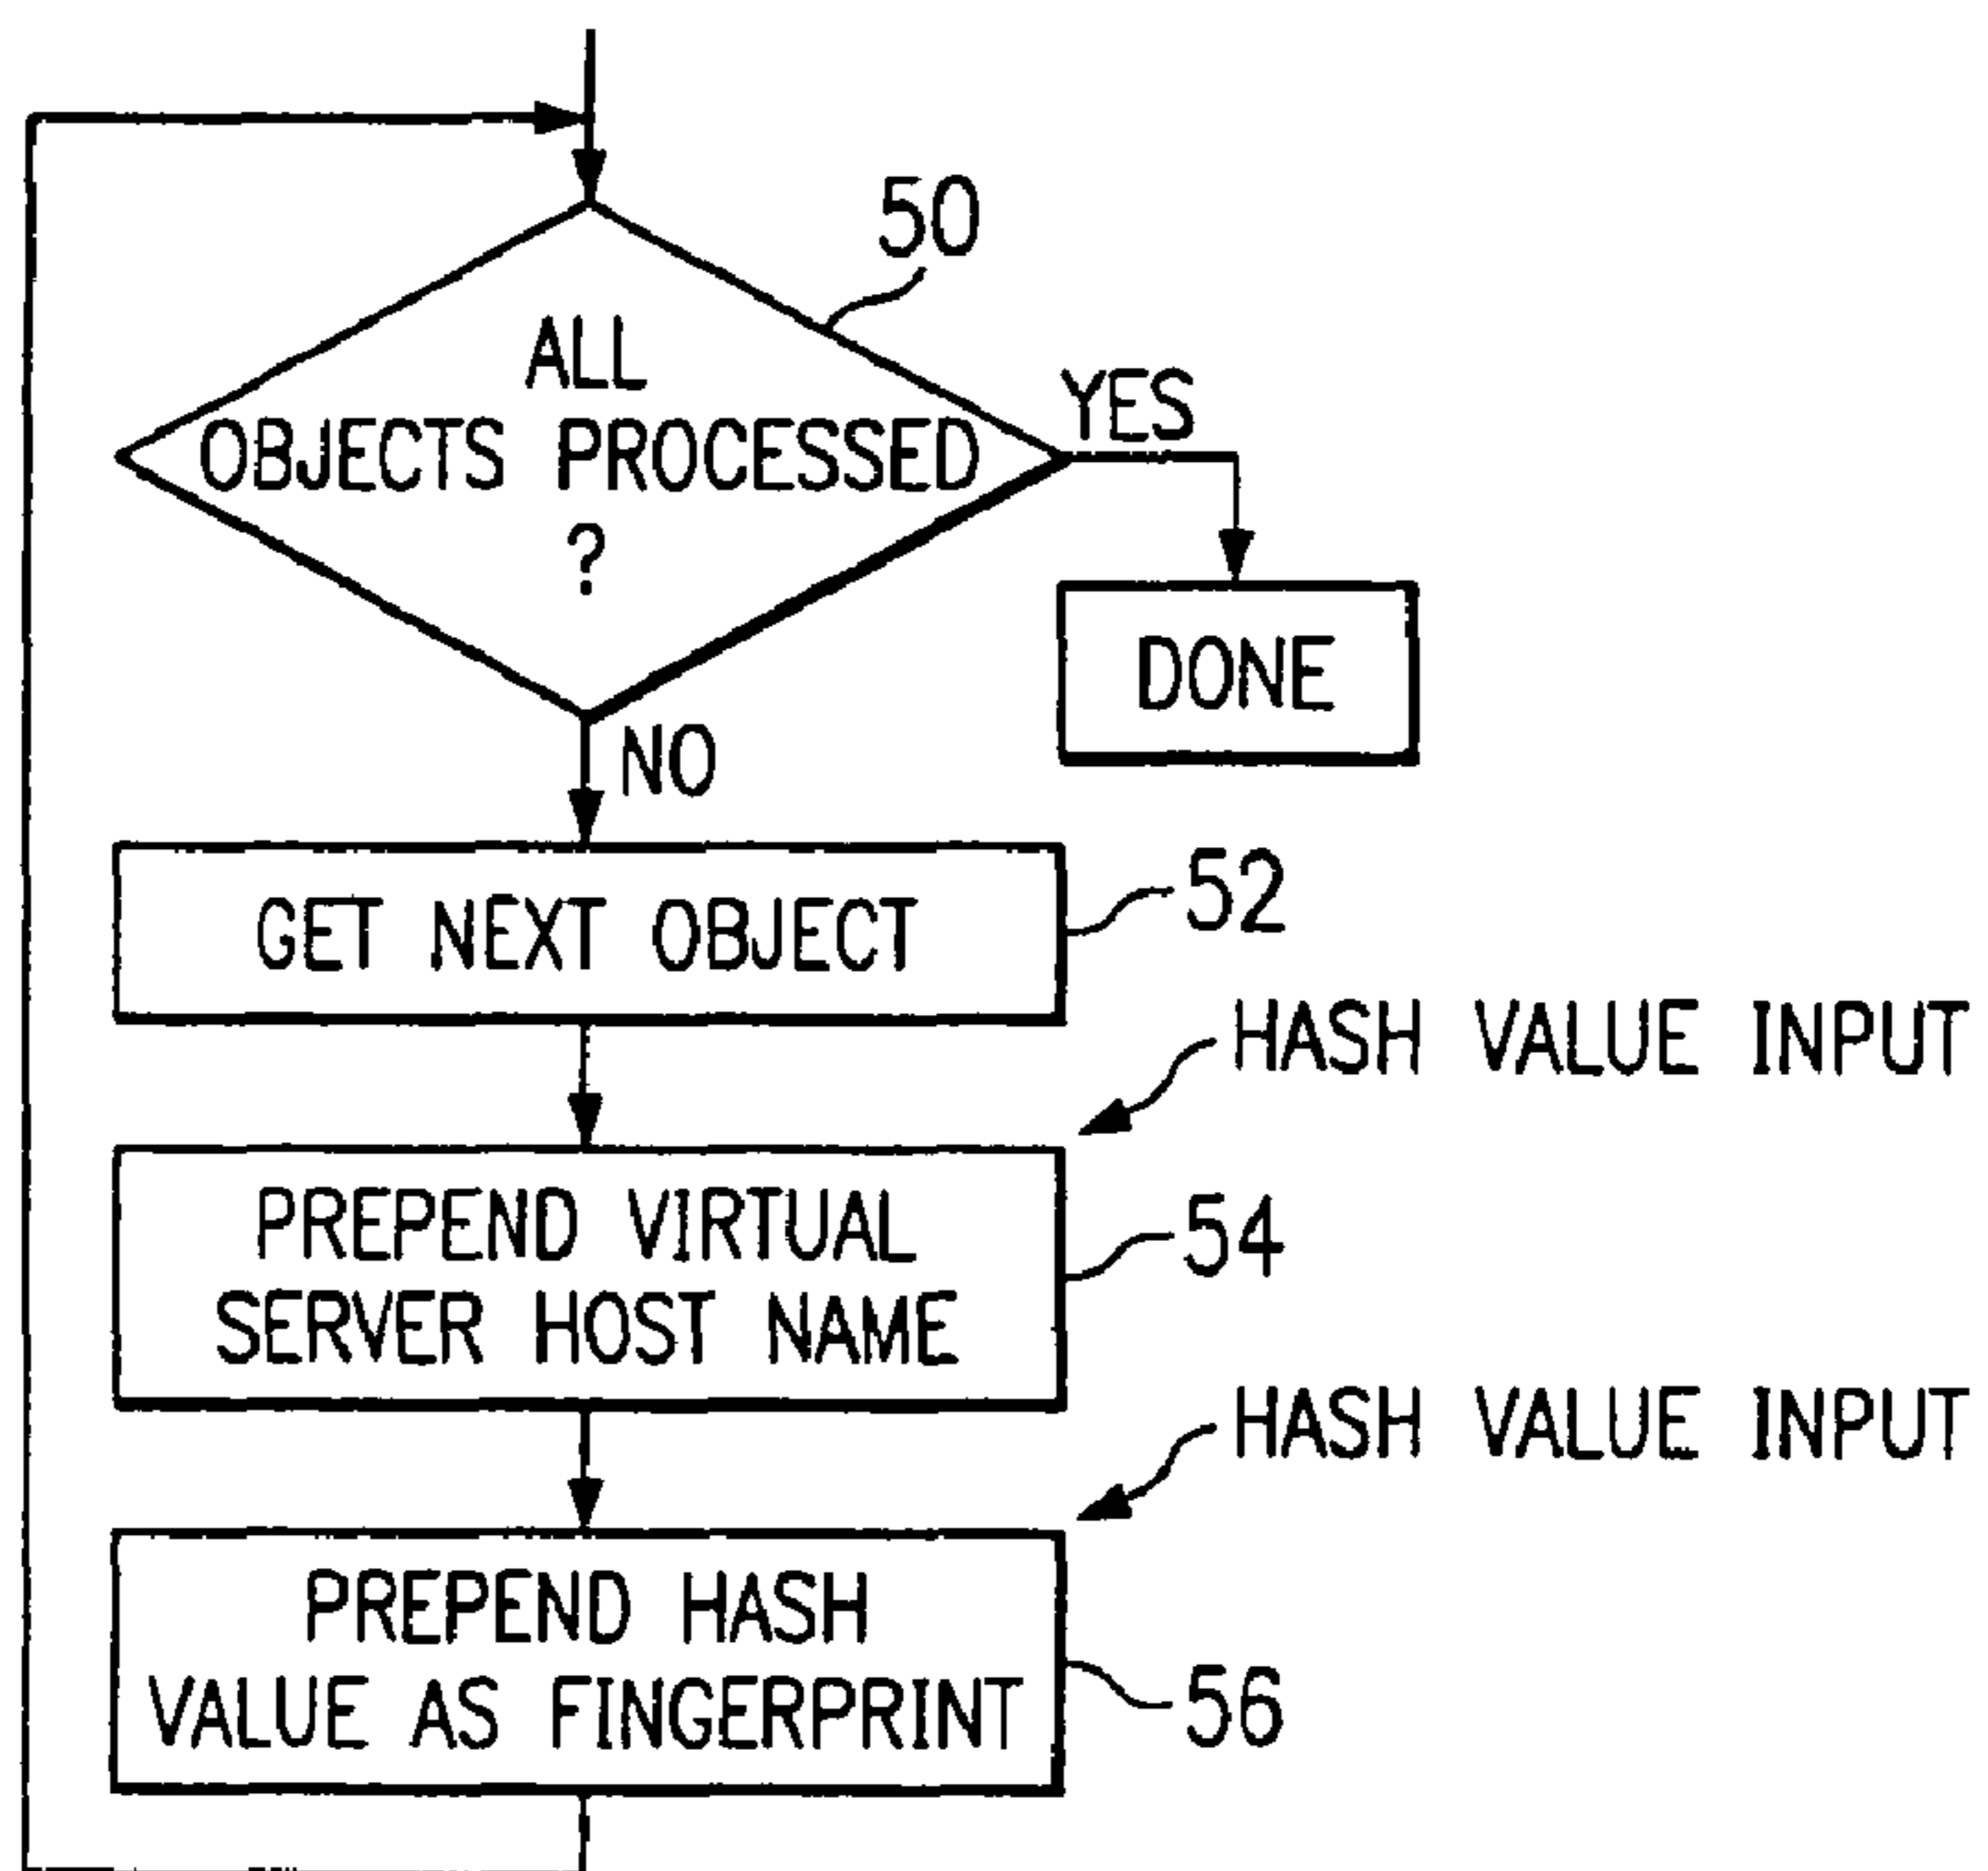 50
ALL
OBJECTS PROCESSED
?
YES
DONE
NO
GET NEXT OBJECT
52
HASH VALUE INPUT
PREPEND VIRTUAL
SERVER HOST NAME
54
HASH VALUE INPUT
PREPEND HASH
VALUE AS FINGERPRINT
56